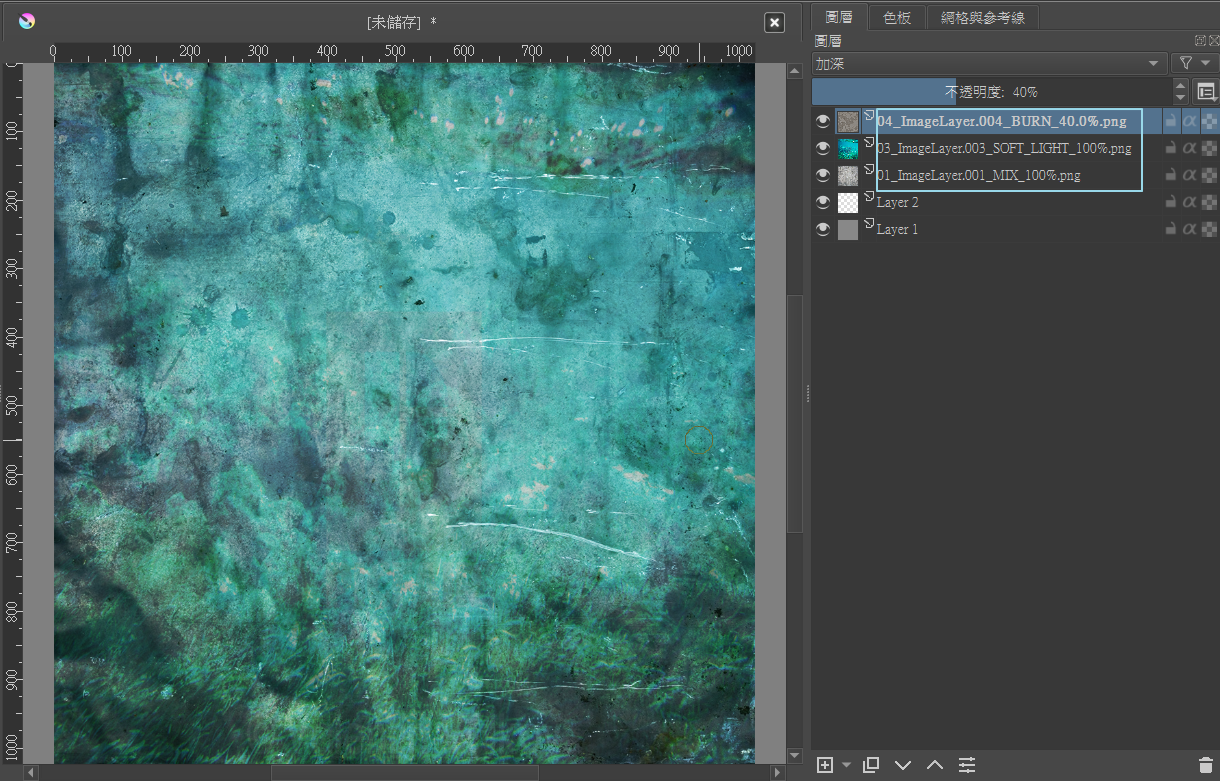 [未儲存] *
圖層 色板 網格與參考線
圖層
加深
不透明度: 40%
0 100 200 300 400 500 600 700 800 900 1000
04_ImageLayer.004_BURN_40.0%.png
03_ImageLayer.003_SOFT_LIGHT_100%.png
01_ImageLayer.001_MIX_100%.png
Layer 2
Layer 1
100
200
300
400
500
600
700
800
900
1000